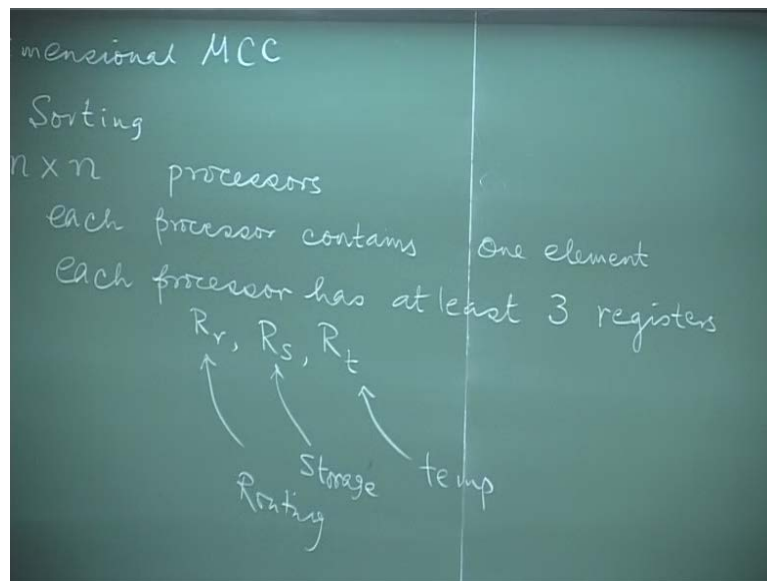 imensional MCC
Sorting
n x n processors
each processor contains one element
each processor has at least 3 registers
Rr, Rs, Rt
Storage temp
Routing